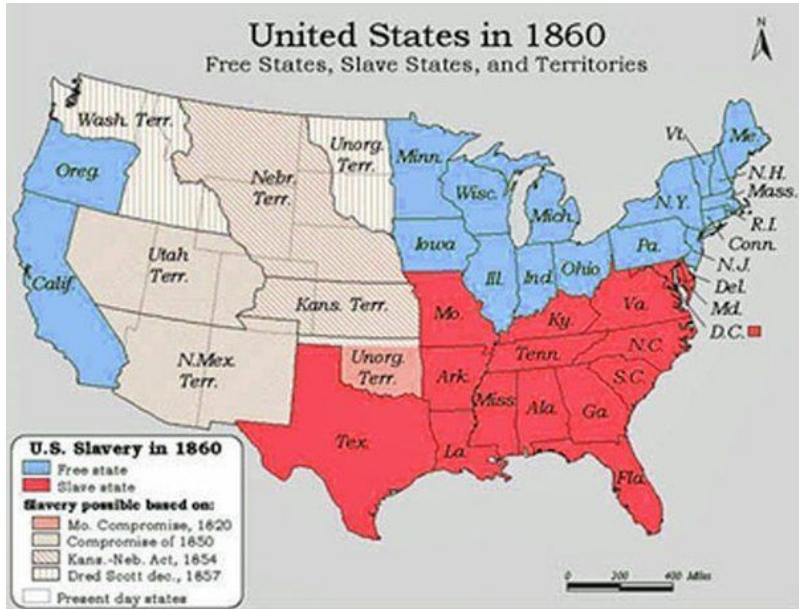 United States in 1860
Free States, Slave States, and Territories
N
Wash. Terr.
Oreg.
Calif.
Nebr.
Terr.
Unorg.
Terr.
Minn.
Wisc.
Mich.
Iowa
Ill.
Ind.
Ohio
Utah
Terr.
Kans. Terr.
N.Mex.
Terr.
Unorg.
Terr.
Mo.
Ark.
Tex.
La.
Ky.
Tenn.
Miss.
Ala.
Ga.
Fla.
Va.
N.C.
S.C.
Vt.
Me.
N.Y.
Pa.
N.H.
Mass.
R.I.
Conn.
N.J.
Del.
Md.
D.C.
U.S. Slavery in 1860
Free state
Slave state
Slavery possible based on:
Mo. Compromise, 1820
Compromise of 1850
Kans.-Neb. Act, 1854
Dred Scott dec., 1857
Present day states
0 200 400 Miles